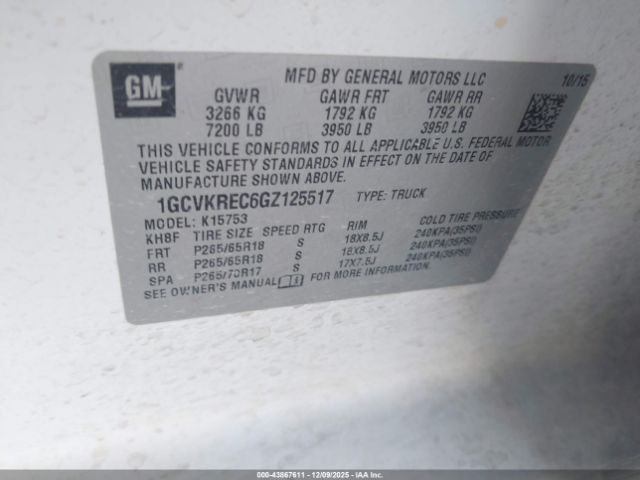 GM
MFD BY GENERAL MOTORS LLC 10/15
GVWR GAWR FRT GAWR RR
3266 KG 1792 KG 1792 KG
7200 LB 3950 LB 3950 LB
THIS VEHICLE CONFORMS TO ALL APPLICABLE U.S. FEDERAL MOTOR
VEHICLE SAFETY STANDARDS IN EFFECT ON THE DATE OF
MANUFACTURE SHOWN ABOVE.
1GCVKREC6GZ125517 TYPE: TRUCK
MODEL: K15753
KH8F TIRE SIZE SPEED RTG RIM COLD TIRE PRESSURE
FRT P265/65R18 S 18X8.5J 240KPA(35PSI)
RR P265/65R18 S 18X8.5J 240KPA(35PSI)
SPA P265/70R17 S 17X7.5J 240KPA(35PSI)
SEE OWNER'S MANUAL FOR MORE INFORMATION.
000-43867611 - 12/09/2025 - IAAI.COM